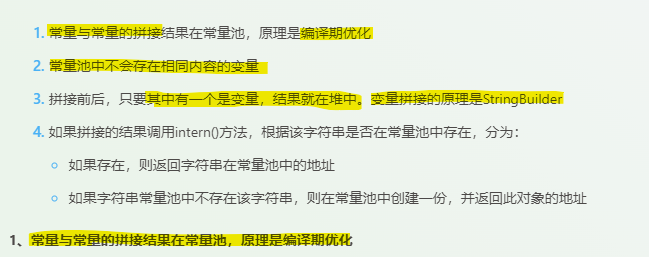 1. 常量与常量的拼接结果在常量池，原理是编译期优化
2. 常量池中不会存在相同内容的变量
3. 拼接前后，只要其中有一个是变量，结果就在堆中。变量拼接的原理是StringBuilder
4. 如果拼接的结果调用intern()方法，根据该字符串是否在常量池中存在，分为：
如果存在，则返回字符串在常量池中的地址
如果字符串常量池中不存在该字符串，则在常量池中创建一份，并返回此对象的地址
1、常量与常量的拼接结果在常量池，原理是编译期优化